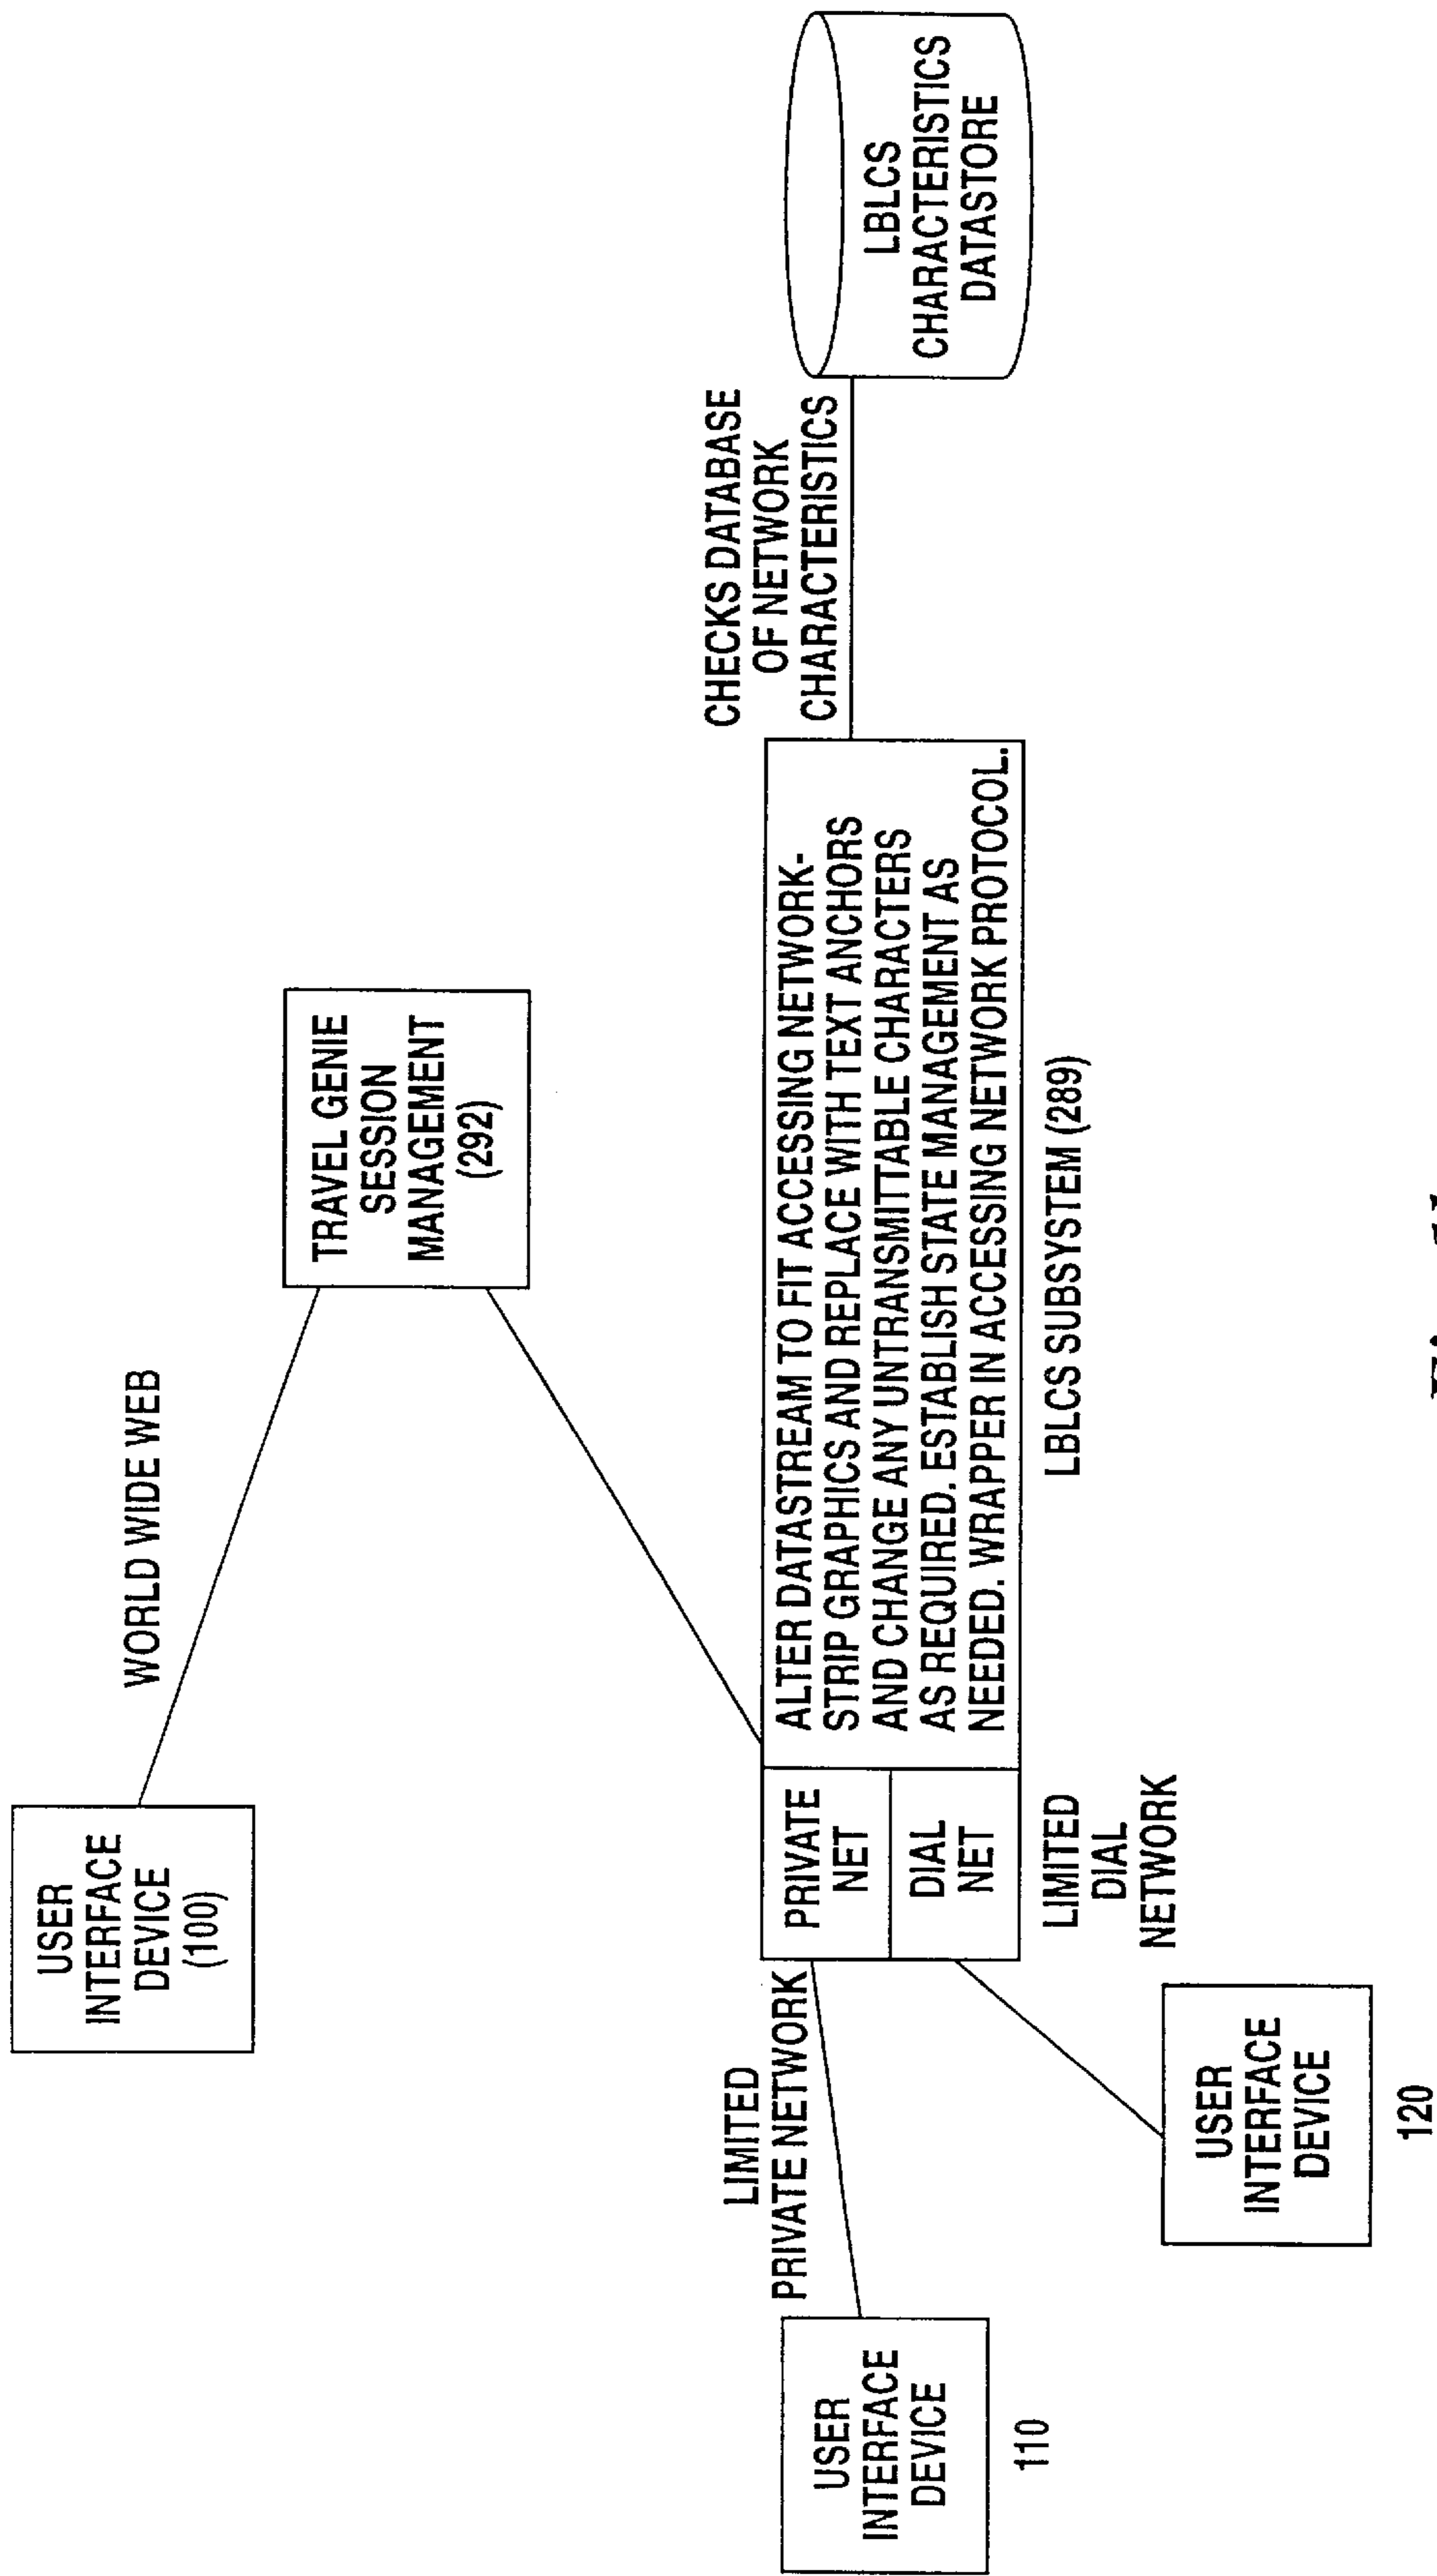 USER
INTERFACE
DEVICE
(100)
WORLD WIDE WEB
TRAVEL GENIE
SESSION
MANAGEMENT
(292)
LIMITED
PRIVATE NETWORK
USER
INTERFACE
DEVICE
110
PRIVATE
NET
DIAL
NET
LIMITED
DIAL
NETWORK
USER
INTERFACE
DEVICE
120
ALTER DATASTREAM TO FIT ACCESSING NETWORK-
STRIP GRAPHICS AND REPLACE WITH TEXT ANCHORS
AND CHANGE ANY UNTRANSMITTABLE CHARACTERS
AS REQUIRED. ESTABLISH STATE MANAGEMENT AS
NEEDED. WRAPPER IN ACCESSING NETWORK PROTOCOL.
LBLCS SUBSYSTEM (289)
CHECKS DATABASE
OF NETWORK
CHARACTERISTICS
LBLCS
CHARACTERISTICS
DATASTORE